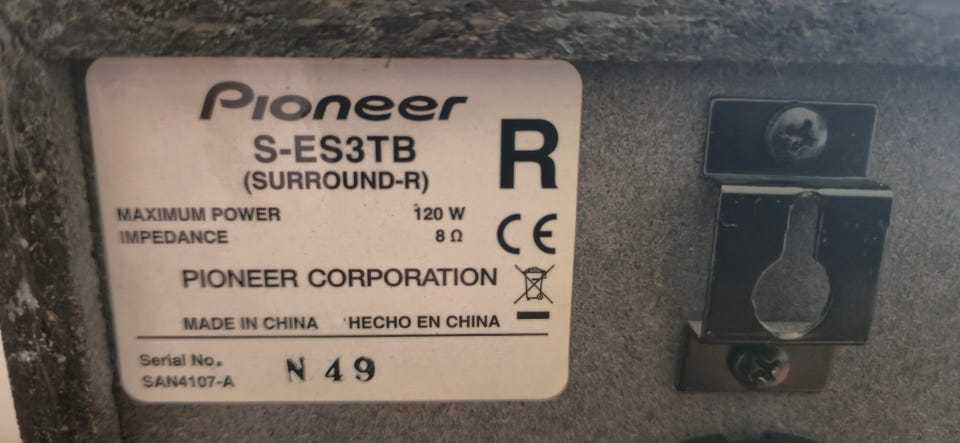 Pioneer
S-ES3TB
(SURROUND-R)
R
MAXIMUM POWER 120 W
IMPEDANCE 8 Ω
CE
PIONEER CORPORATION
MADE IN CHINA HECHO EN CHINA
Serial No.
SAN4107-A N 49